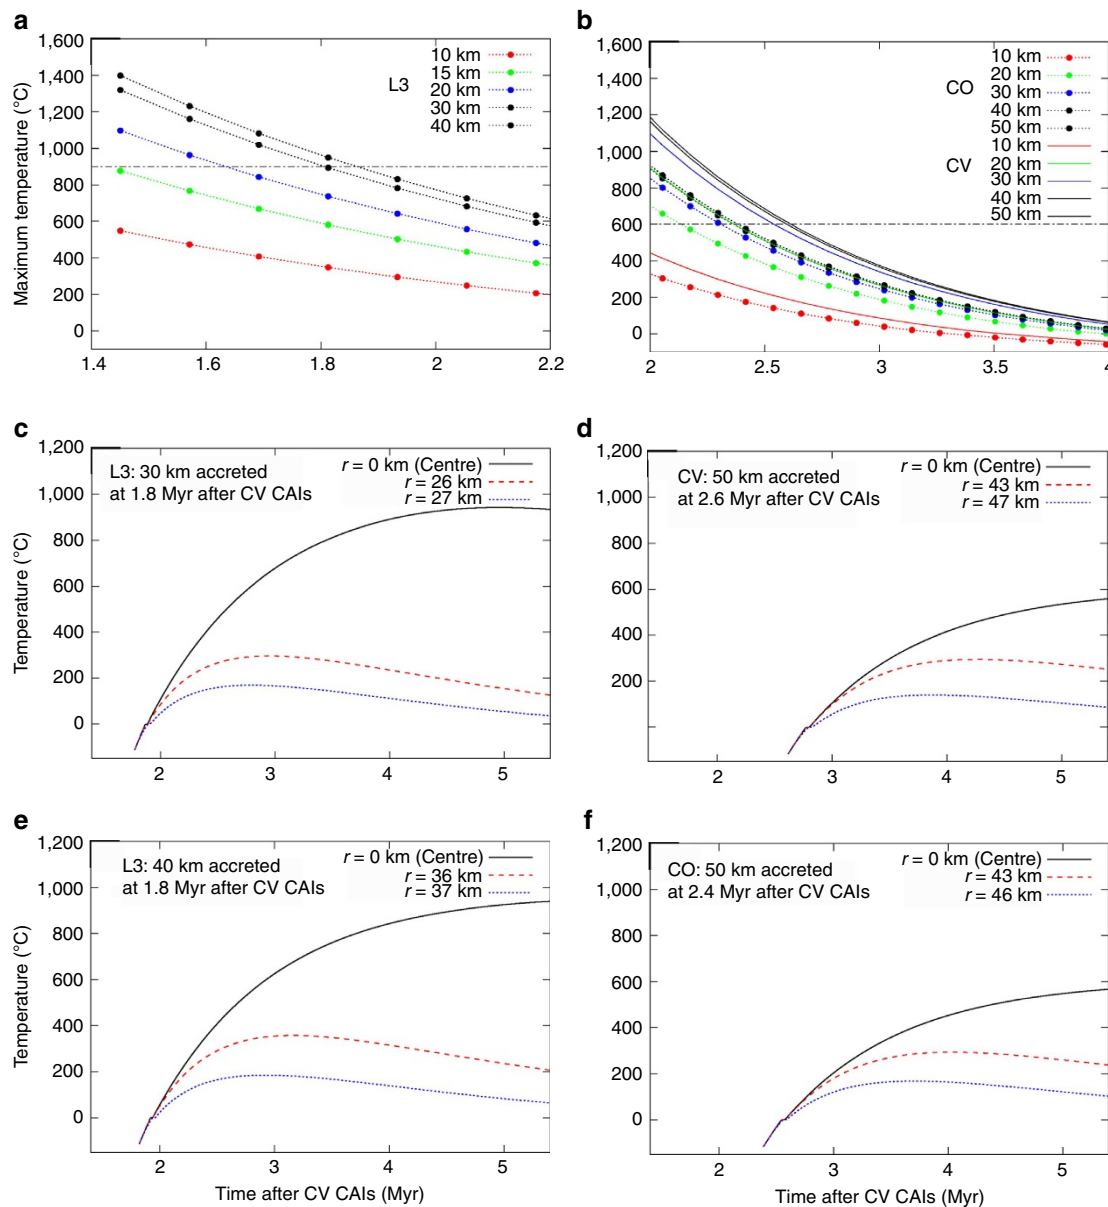 a
1,600
1,400
1,200
1,000
800
600
400
200
0
Maximum temperature (°C)
1.4
1.6
1.8
2
2.2
10 km
15 km
L3
20 km
30 km
40 km
b
1,600
1,400
1,200
1,000
800
600
400
200
0
2
2.5
3
3.5
4
10 km
20 km
CO
30 km
40 km
50 km
10 km
CV
20 km
30 km
40 km
50 km
c
1,200
1,000
800
600
400
200
0
Temperature (°C)
2
3
4
5
L3: 30 km accreted
at 1.8 Myr after CV CAIs
r = 0 km (Centre)
r = 26 km
r = 27 km
d
1,200
1,000
800
600
400
200
2
3
4
5
CV: 50 km accreted
at 2.6 Myr after CV CAIs
r = 0 km (Centre)
r = 43 km
r = 47 km
e
1,200
1,000
800
600
400
200
0
Temperature (°C)
2
3
4
5
Time after CV CAIs (Myr)
L3: 40 km accreted
at 1.8 Myr after CV CAIs
r = 0 km (Centre)
r = 36 km
r = 37 km
f
1,200
1,000
800
600
400
200
0
2
3
4
5
Time after CV CAIs (Myr)
CO: 50 km accreted
at 2.4 Myr after CV CAIs
r = 0 km (Centre)
r = 43 km
r = 46 km